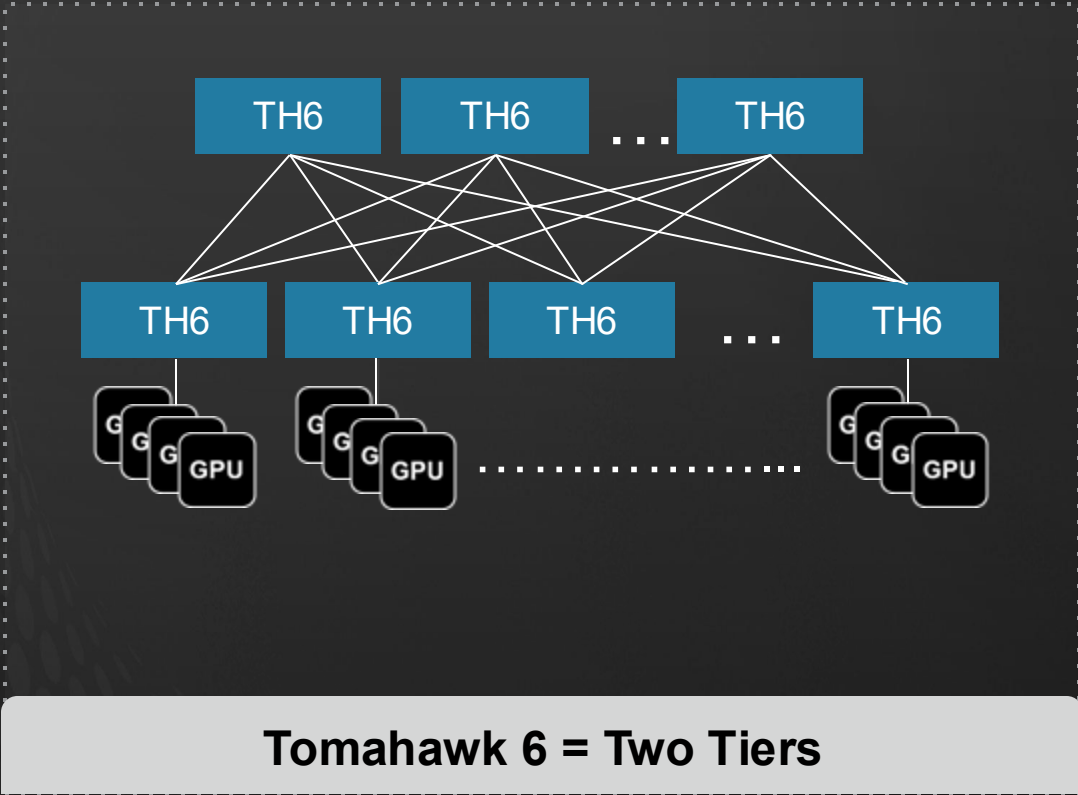 TH6 TH6 ... TH6
TH6 TH6 TH6 ... TH6
G G G GPU G G G GPU G G G GPU
Tomahawk 6 = Two Tiers